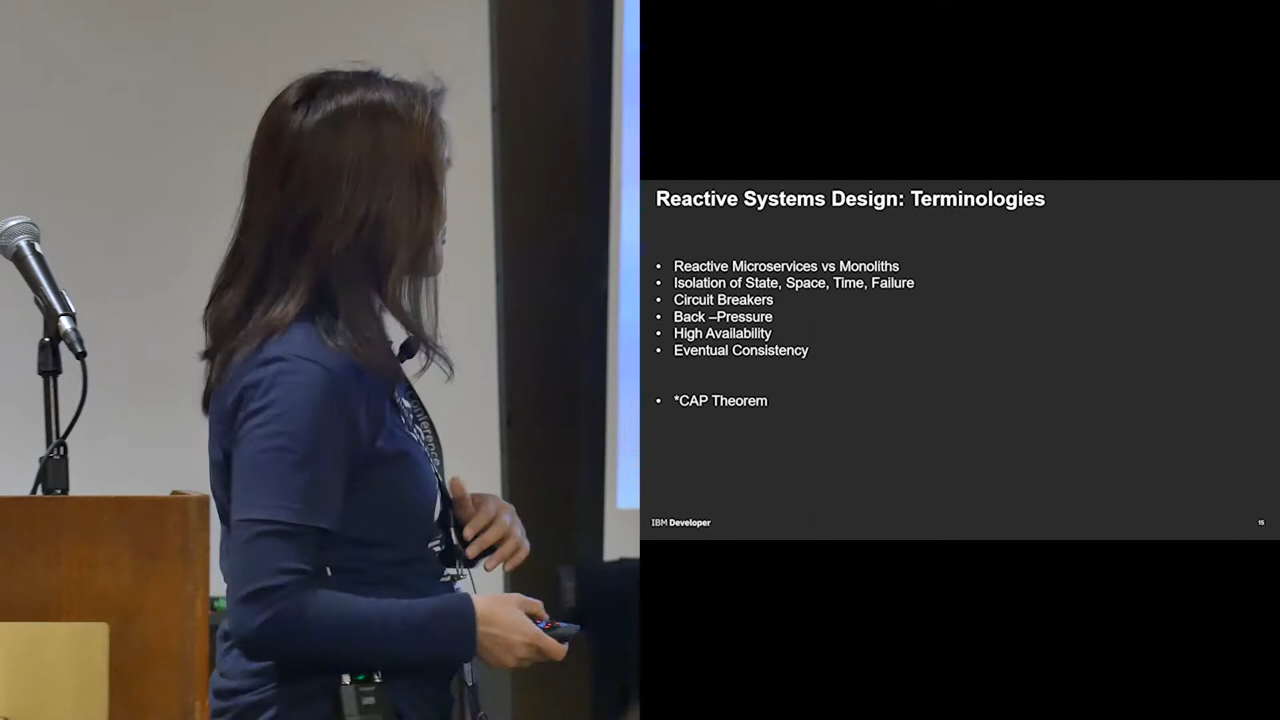 Reactive Systems Design: Terminologies
• Reactive Microservices vs Monoliths
• Isolation of State, Space, Time, Failure
• Circuit Breakers
• Back –Pressure
• High Availability
• Eventual Consistency
• *CAP Theorem
IBM Developer
15
conference